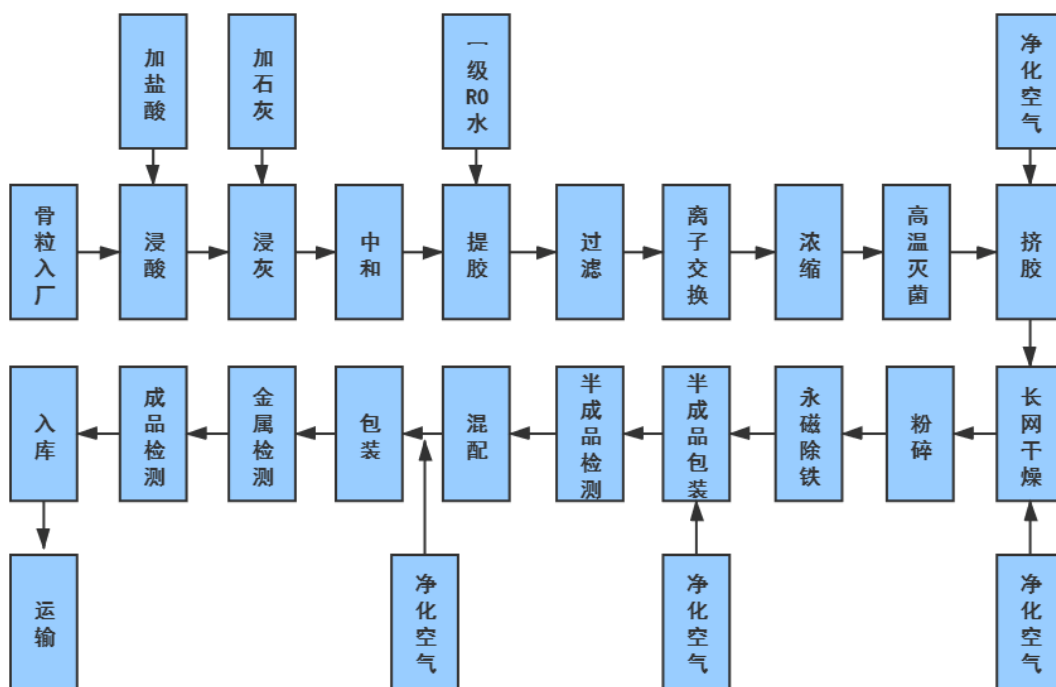 加盐酸
加石灰
一级RO水
净化空气
骨粒入厂
浸酸
浸灰
中和
提胶
过滤
离子交换
浓缩
高温灭菌
挤胶
入库
成品检测
金属检测
包装
混配
半成品检测
半成品包装
永磁除铁
粉碎
长网干燥
运输
净化空气
净化空气
净化空气